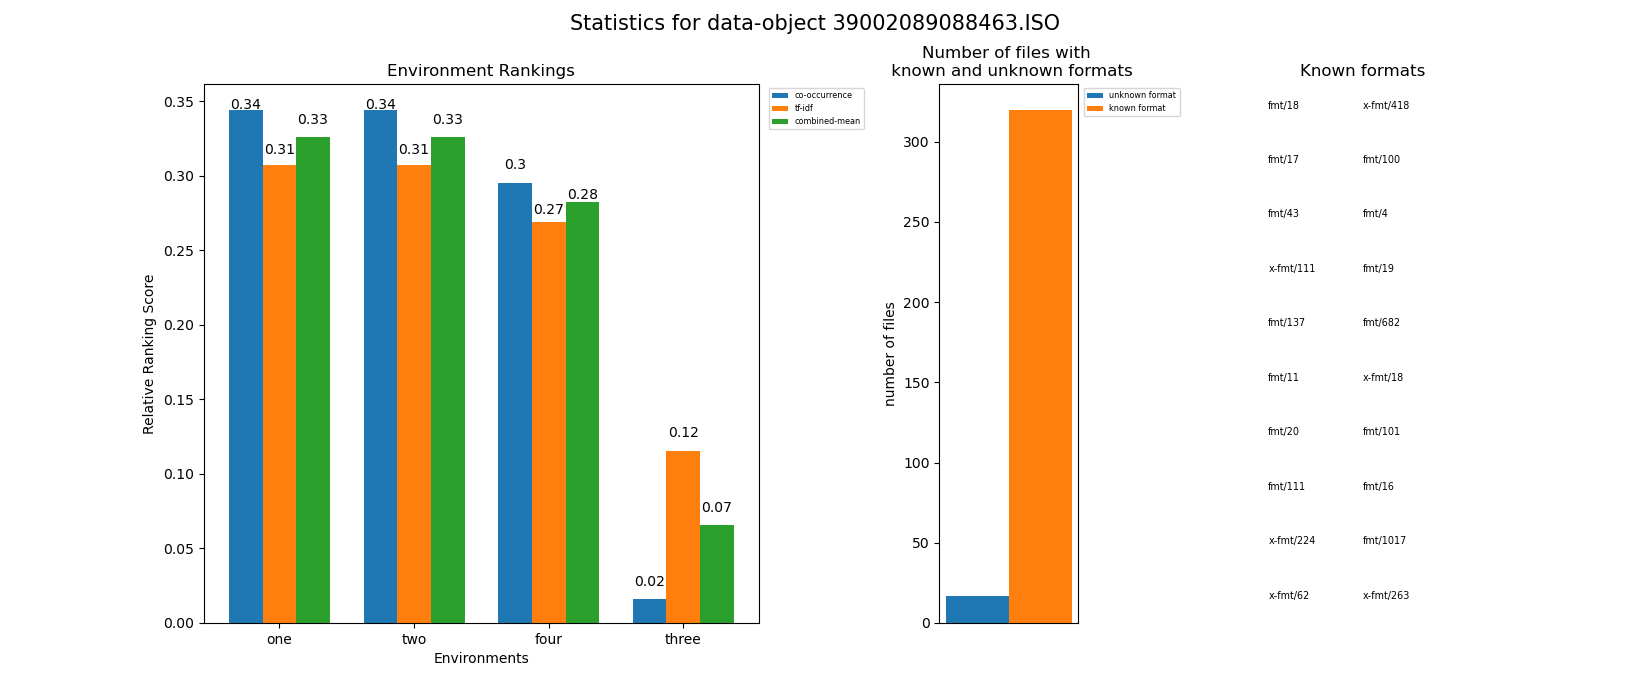 Statistics for data-object 39002089088463.ISO
Environment Rankings
0.35
0.30
0.25
0.20
0.15
0.10
0.05
0.00
Relative Ranking Score
0.34
0.31
0.33
0.34
0.31
0.33
0.3
0.27
0.28
0.02
0.12
0.07
one
two
four
three
Environments
co-occurrence
tf-idf
combined-mean
Number of files with
known and unknown formats
300
250
200
150
100
50
0
number of files
unknown format
known format
Known formats
fmt/18 x-fmt/418
fmt/17 fmt/100
fmt/43 fmt/4
x-fmt/111 fmt/19
fmt/137 fmt/682
fmt/11 x-fmt/18
fmt/20 fmt/101
fmt/111 fmt/16
x-fmt/224 fmt/1017
x-fmt/62 x-fmt/263